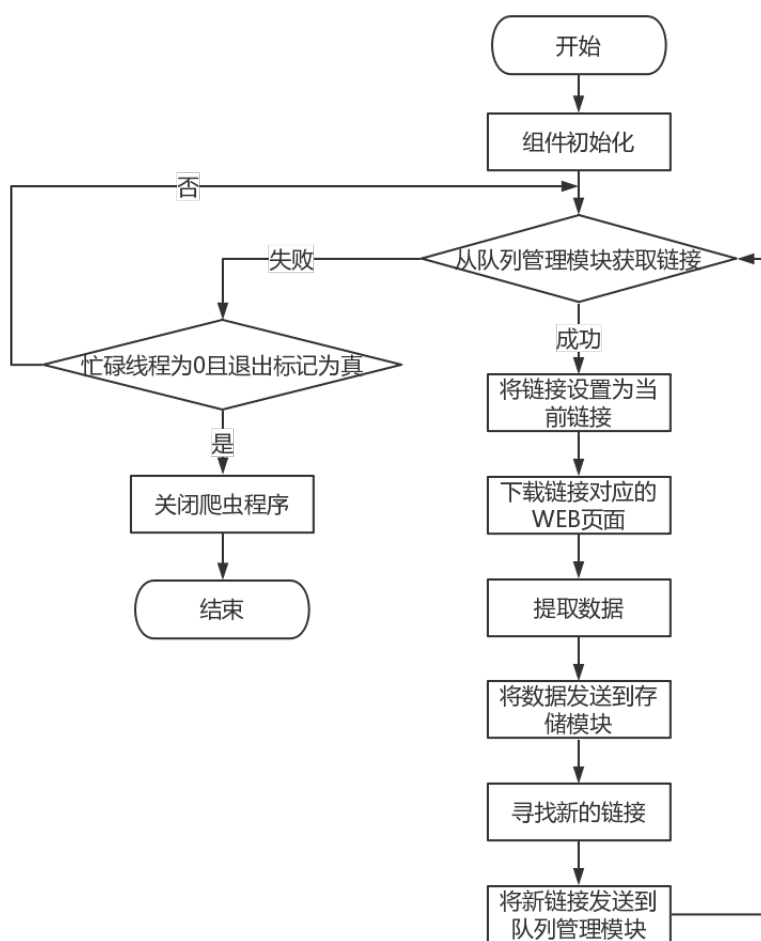 开始
组件初始化
否
从队列管理模块获取链接
失败
成功
忙碌线程为0且退出标记为真
将链接设置为当
前链接
是
关闭爬虫程序
下载链接对应的
WEB页面
结束
提取数据
将数据发送到存
储模块
寻找新的链接
将新链接发送到
队列管理模块